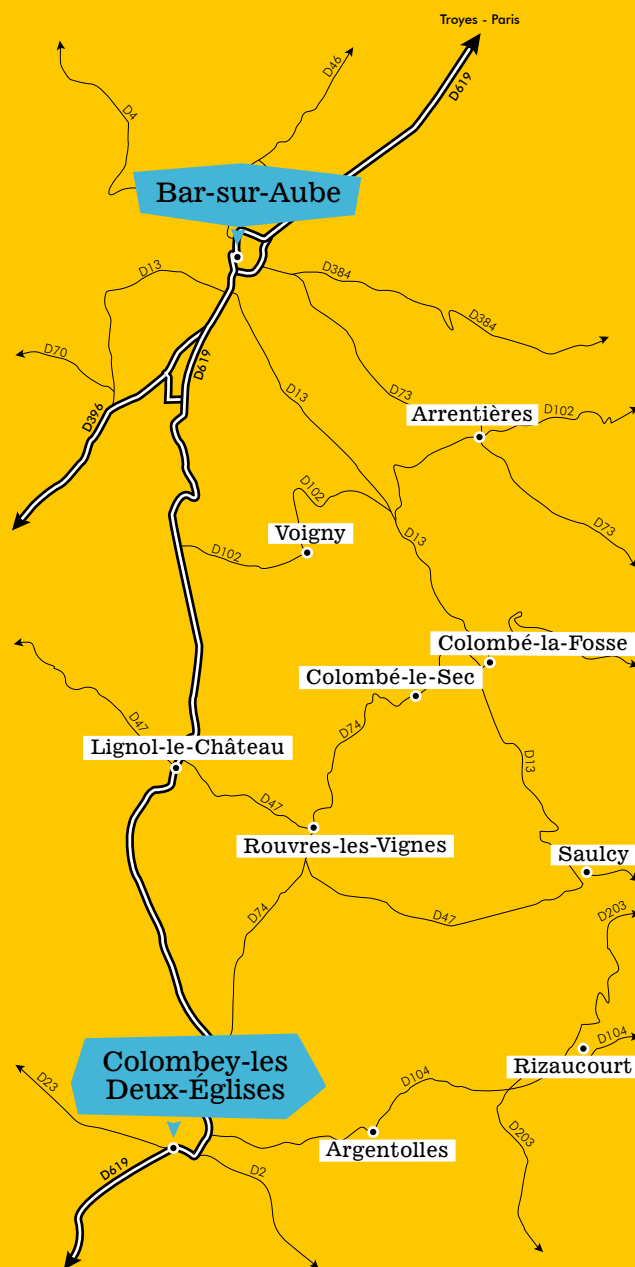 Troyes - Paris
D46
D619
D4
Bar-sur-Aube
D13
D384
D384
D70
D619
D13
D73
D396
Arrentières
D102
D102
Voigny
D13
D73
D102
Colombé-la-Fosse
Colombé-le-Sec
D47
D74
Lignol-le-Château
D13
D47
Rouvres-les-Vignes
Saulcy
D74
D47
D203
Colombey-les
Deux-Églises
D104
Rizaucourt
D23
D104
D203
Argentolles
D619
D2